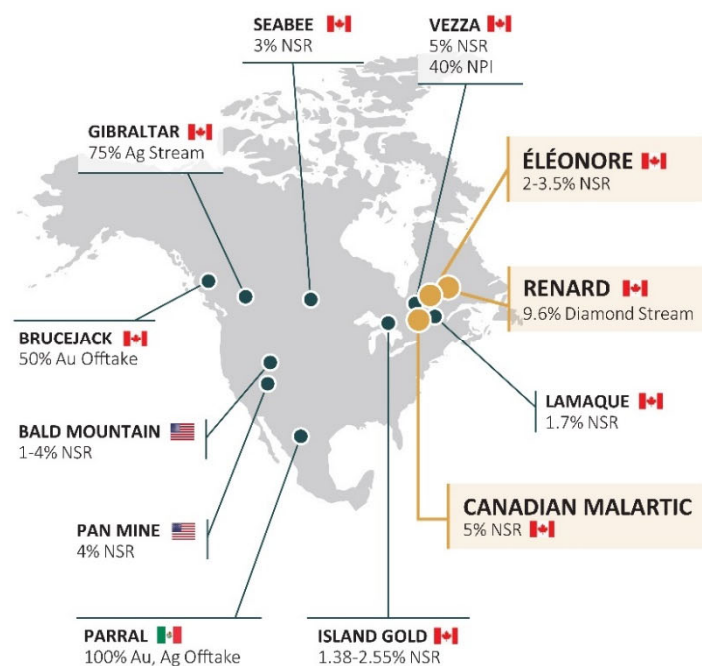 SEABEE
3% NSR
VEZZA
5% NSR
40% NPI
GIBRALTAR
75% Ag Stream
ÉLÉONORE
2-3.5% NSR
RENARD
9.6% Diamond Stream
BRUCEJACK
50% Au Offtake
LAMAQUE
1.7% NSR
BALD MOUNTAIN
1-4% NSR
CANADIAN MALARTIC
5% NSR
PAN MINE
4% NSR
PARRAL
100% Au, Ag Offtake
ISLAND GOLD
1.38-2.55% NSR